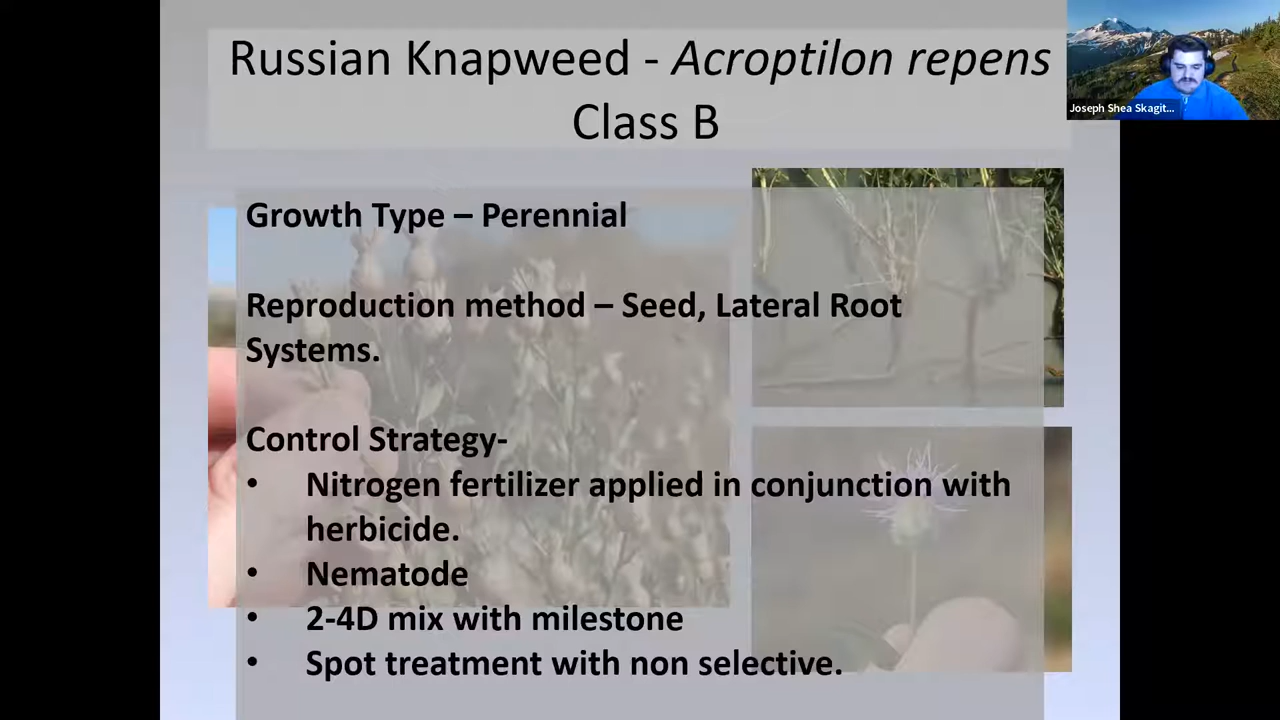 Russian Knapweed - Acroptilon repens
Class B
Joseph Shea Skagit...
Growth Type – Perennial
Reproduction method – Seed, Lateral Root
Systems.
Control Strategy-
• Nitrogen fertilizer applied in conjunction with
herbicide.
• Nematode
• 2-4D mix with milestone
• Spot treatment with non selective.